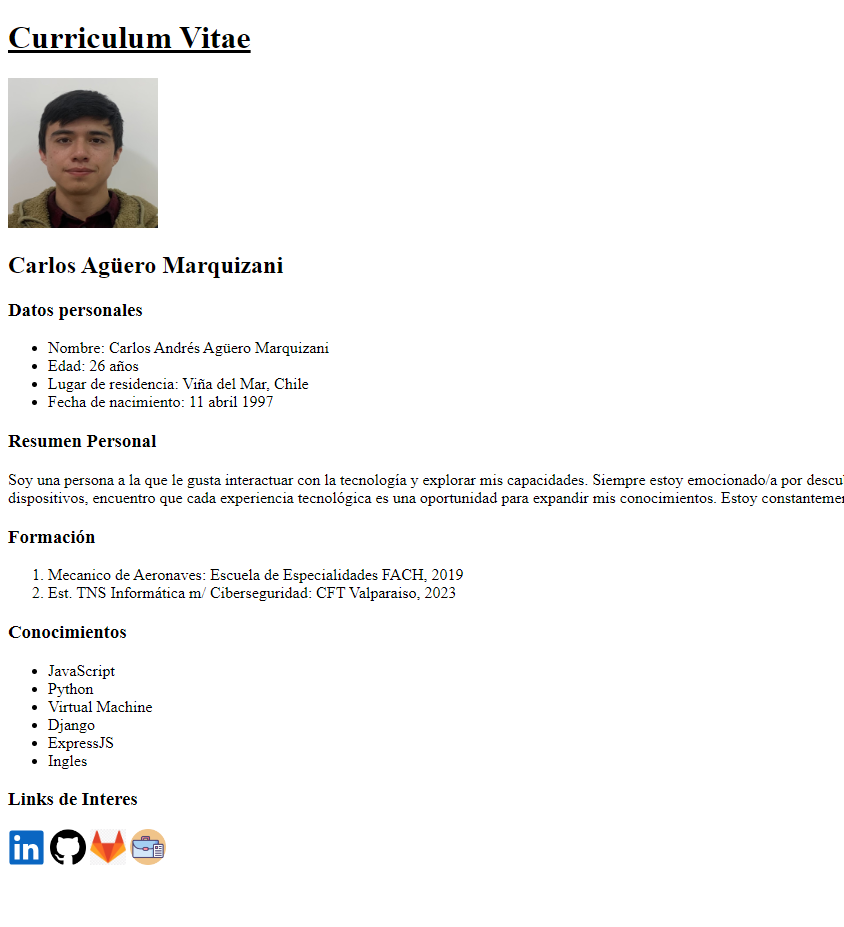 Curriculum Vitae
Carlos Agüero Marquizani
Datos personales
• Nombre: Carlos Andrés Agüero Marquizani
• Edad: 26 años
• Lugar de residencia: Viña del Mar, Chile
• Fecha de nacimiento: 11 abril 1997
Resumen Personal
Soy una persona a la que le gusta interactuar con la tecnología y explorar mis capacidades. Siempre estoy emocionado/a por
dispositivos, encuentro que cada experiencia tecnológica es una oportunidad para expandir mis conocimientos. Estoy
Formación
1. Mecanico de Aeronaves: Escuela de Especialidades FACH, 2019
2. Est. TNS Informática m/ Ciberseguridad: CFT Valparaiso, 2023
Conocimientos
• JavaScript
• Python
• Virtual Machine
• Django
• ExpressJS
• Ingles
Links de Interes
in